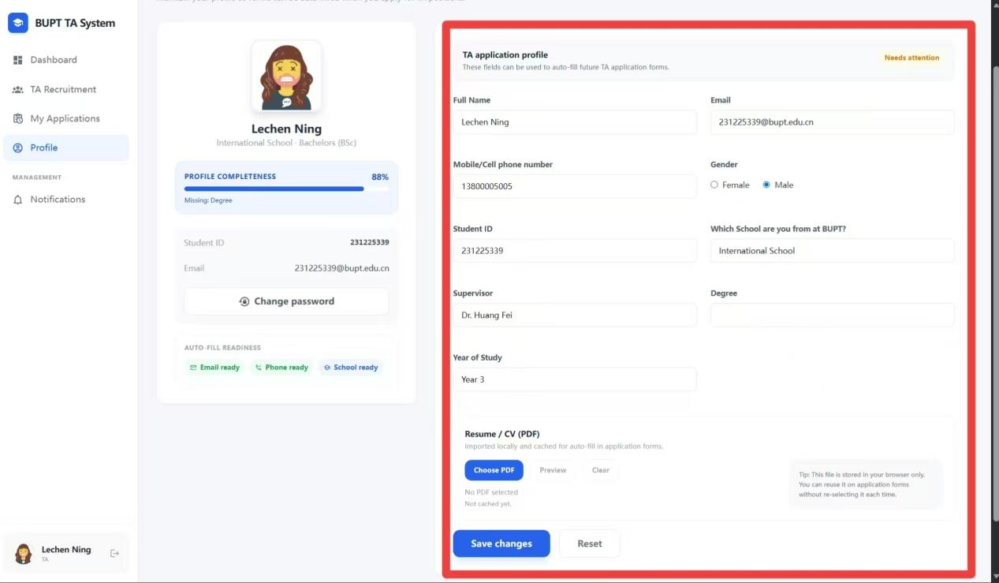 BUPT TA System
Dashboard
TA Recruitment
My Applications
Profile
MANAGEMENT
Notifications
Lechen Ning
TA
Lechen Ning
International School · Bachelors (BSc)
PROFILE COMPLETENESS 88%
Missing: Degree
Student ID 231225339
Email 231225339@bupt.edu.cn
Change password
AUTO-FILL READINESS
Email ready Phone ready School ready
TA application profile
Needs attention
These fields can be used to auto-fill future TA application forms.
Full Name Email
Lechen Ning 231225339@bupt.edu.cn
Mobile/Cell phone number Gender
13800005005 Female Male
Student ID Which School are you from at BUPT?
231225339 International School
Supervisor Degree
Dr. Huang Fei
Year of Study
Year 3
Resume / CV (PDF)
Imported locally and cached for auto-fill in application forms.
Choose PDF Preview Clear
No PDF selected
Not cached yet.
Tip: This file is stored in your browser only.
You can reuse it on application forms
without re-selecting it each time.
Save changes Reset